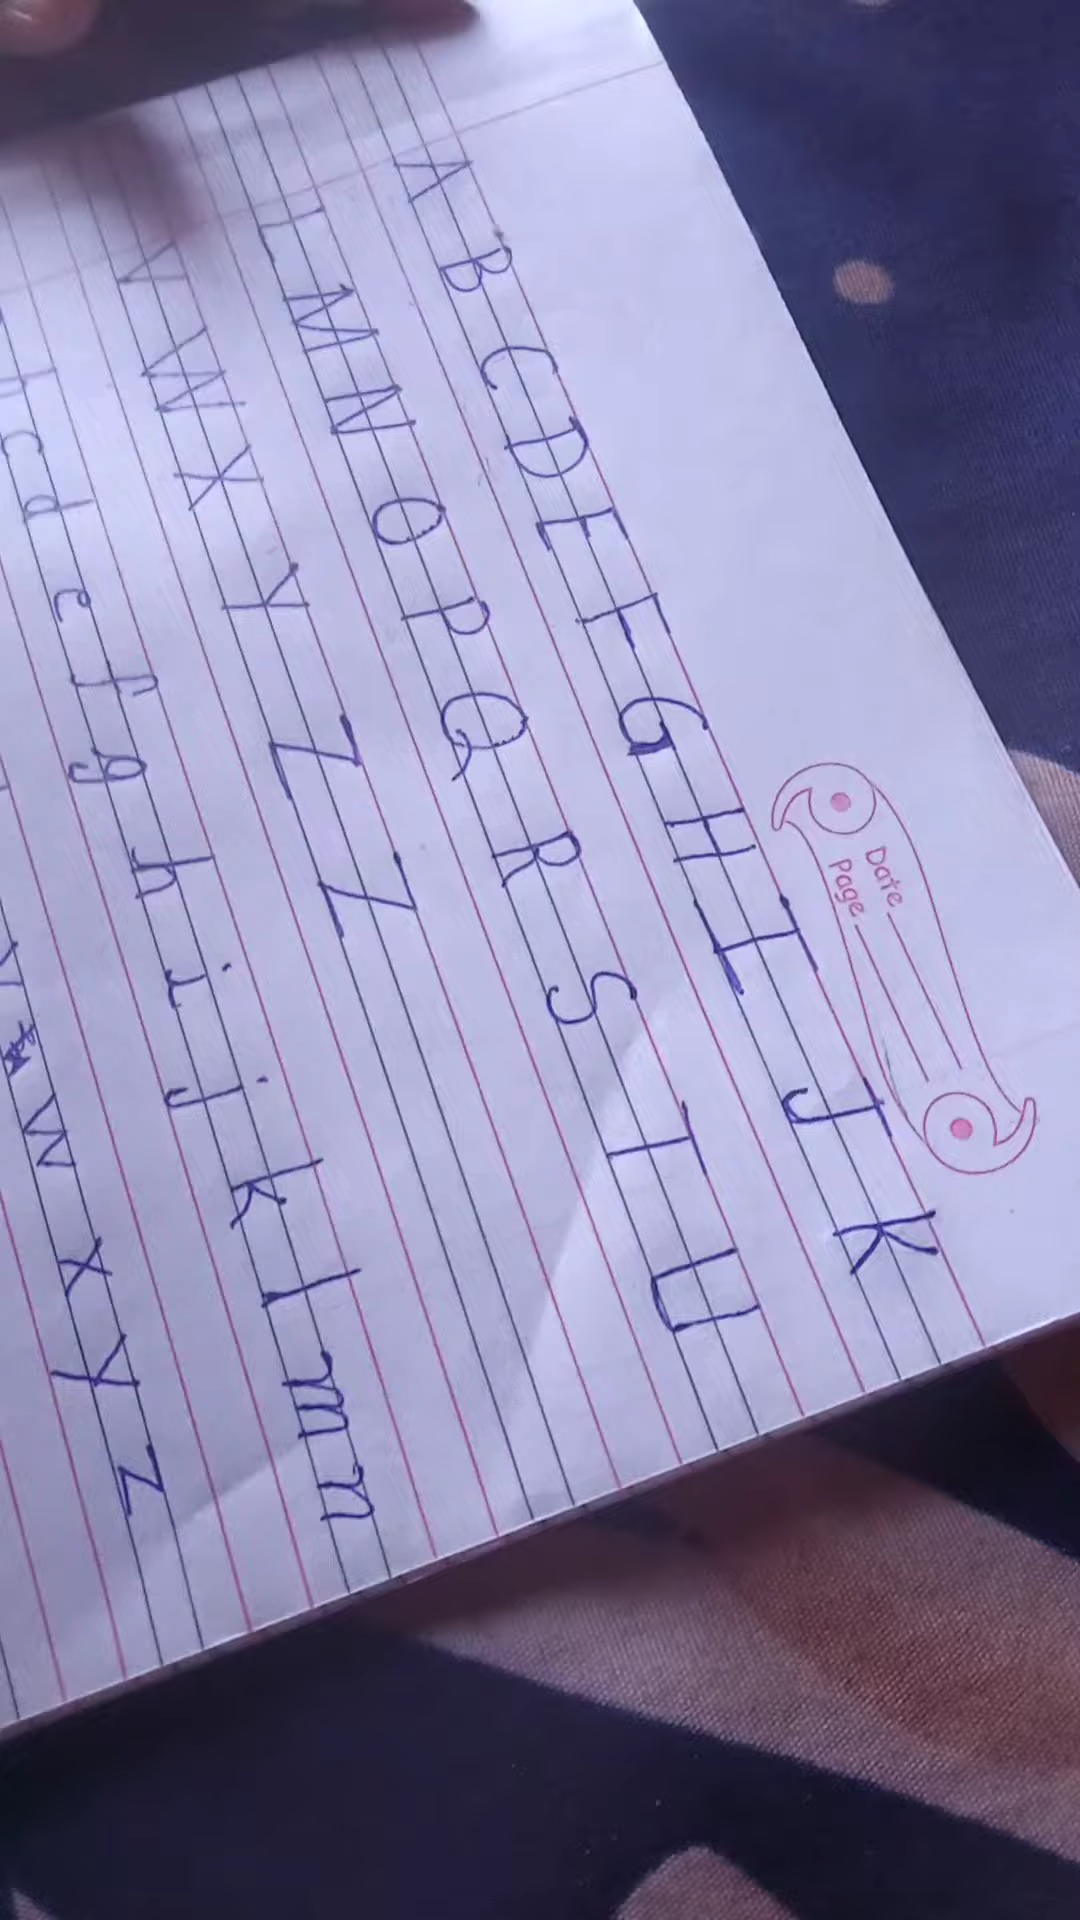 Date
Page
A B C D E F G H I J K
L M N O P Q R S T U
V W X Y Z Z
b c d e f g h i j k l m n
v w x y z